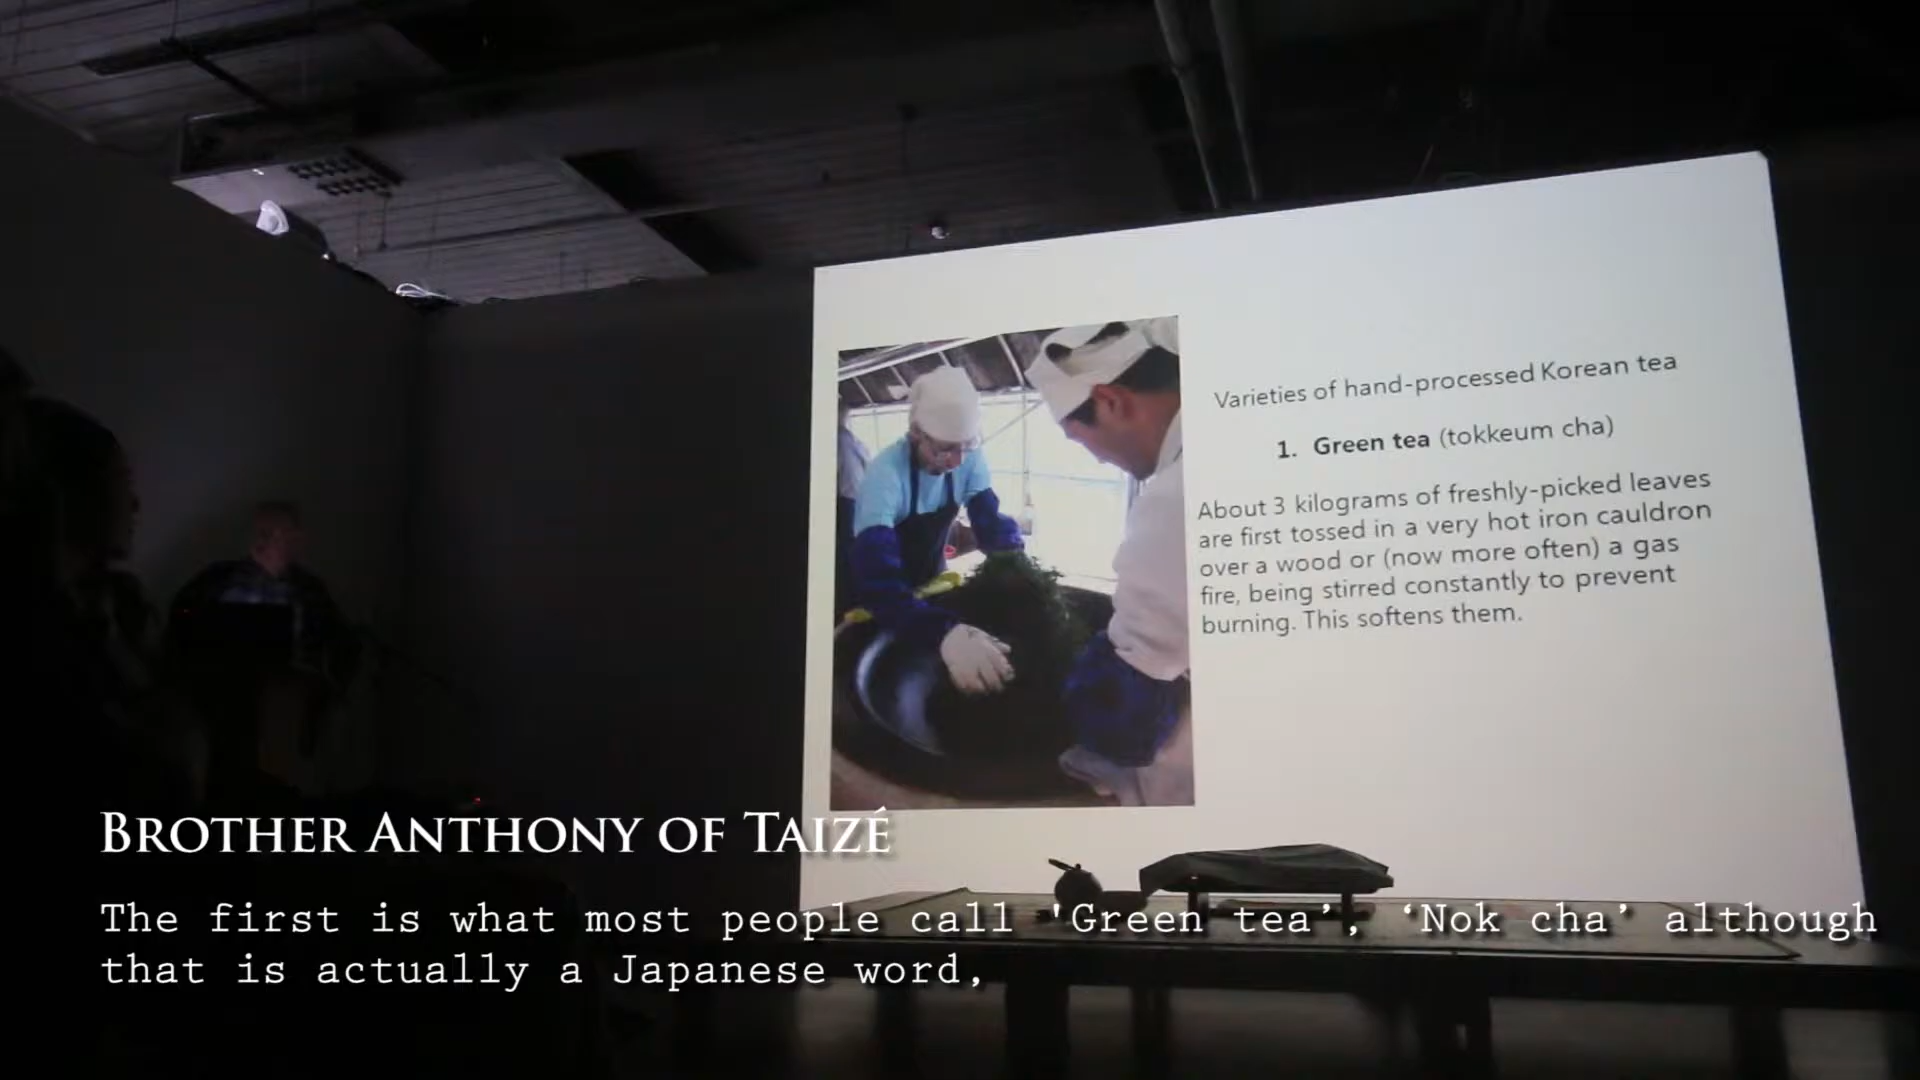 Varieties of hand-processed Korean tea
1. Green tea (tokkeum cha)
About 3 kilograms of freshly-picked leaves
are first tossed in a very hot iron cauldron
over a wood or (now more often) a gas
fire, being stirred constantly to prevent
burning. This softens them.
BROTHER ANTHONY OF TAIZÉ
The first is what most people call 'Green tea’, ‘Nok cha’ although
that is actually a Japanese word,